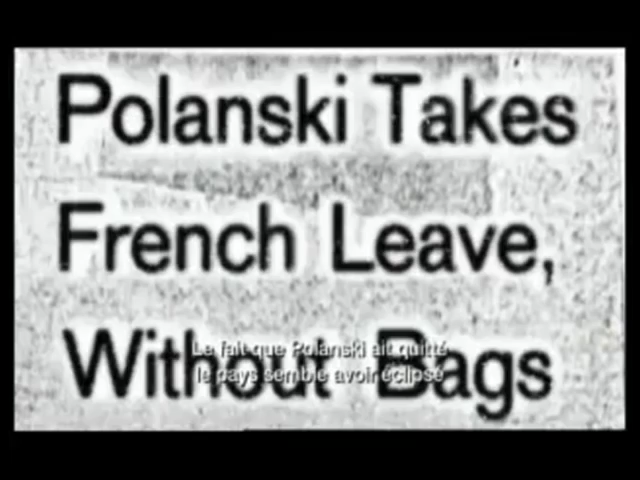 Polanski Takes
French Leave,
Without Bags
Le fait que Polanski ait quitté
le pays semble avoir éclipsé